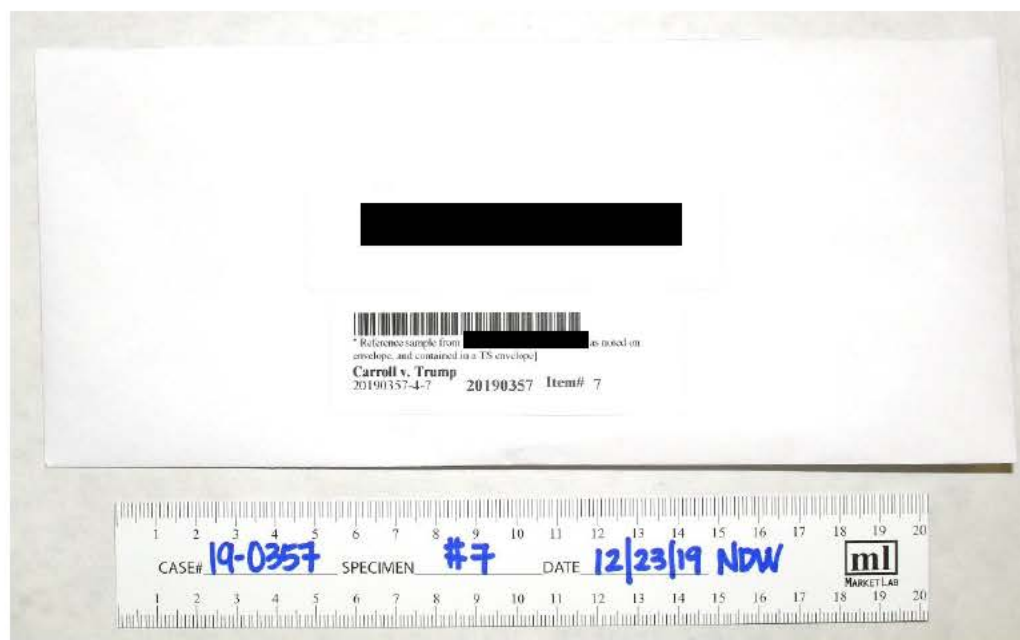 * Reference sample from as noted on
envelope, and contained in a TS envelope]
Carroll v. Trump
20190357-4-7 20190357 Item# 7
1 2 3 4 5 6 7 8 9 10 11 12 13 14 15 16 17 18 19 20
CASE# 19-0357 SPECIMEN #7 DATE 12/23/19 NDW ml
MARKETLAB
1 2 3 4 5 6 7 8 9 10 11 12 13 14 15 16 17 18 19 20